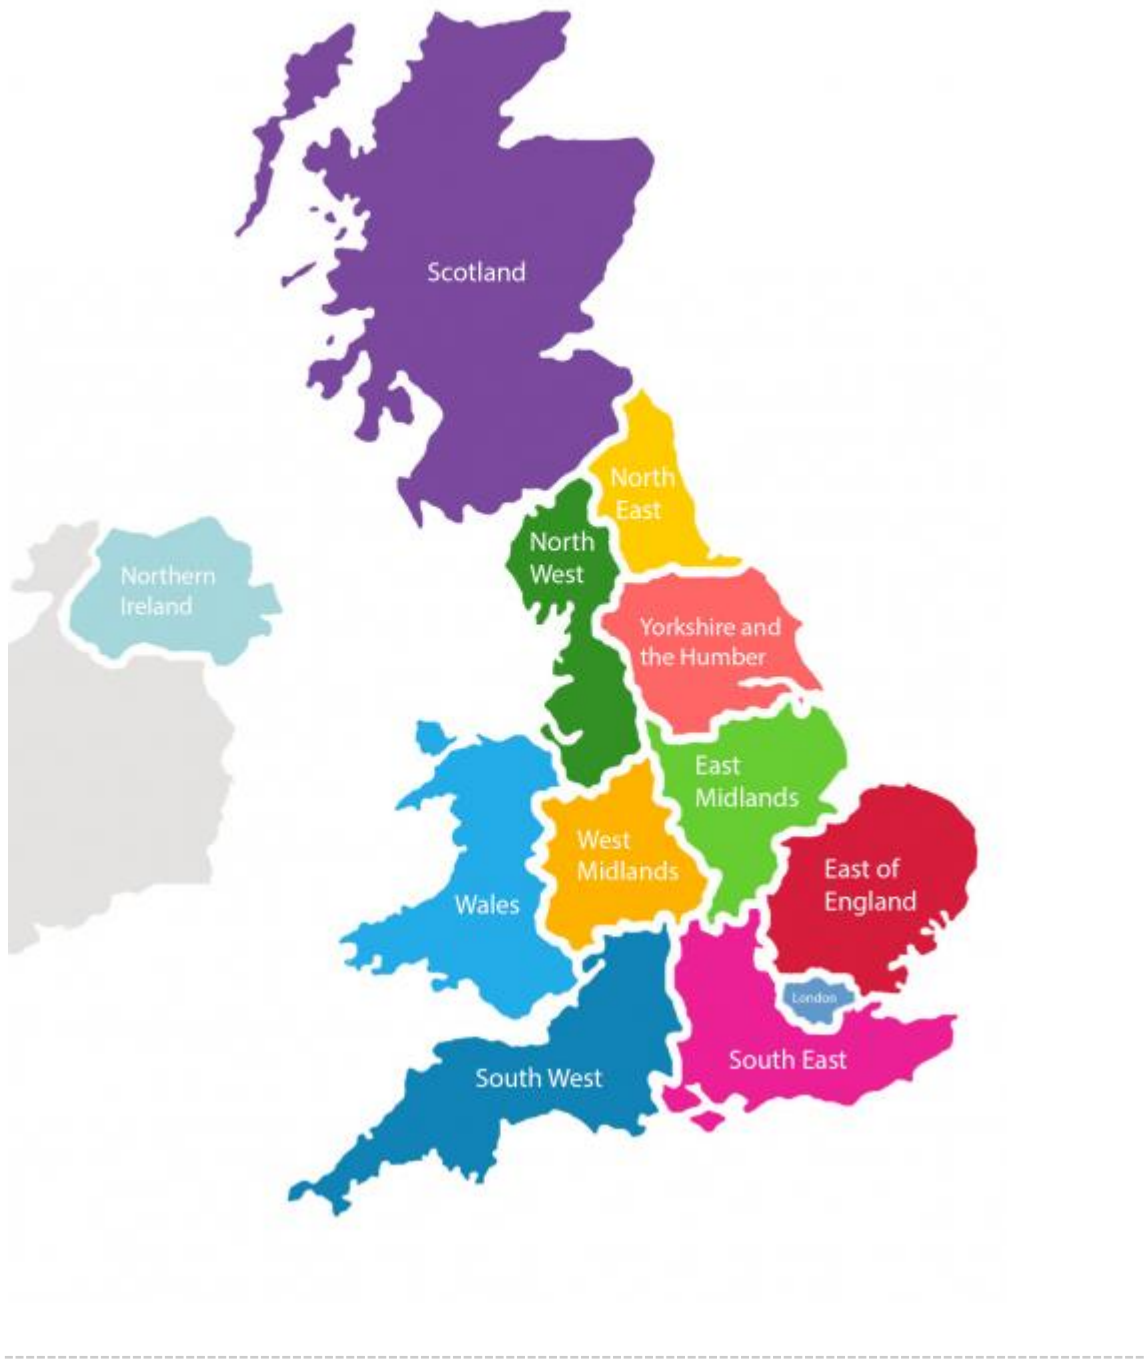 Scotland
North
East
North
West
Northern
Ireland
Yorkshire and
the Humber
East
Midlands
West
Midlands
East of
England
Wales
London
South East
South West